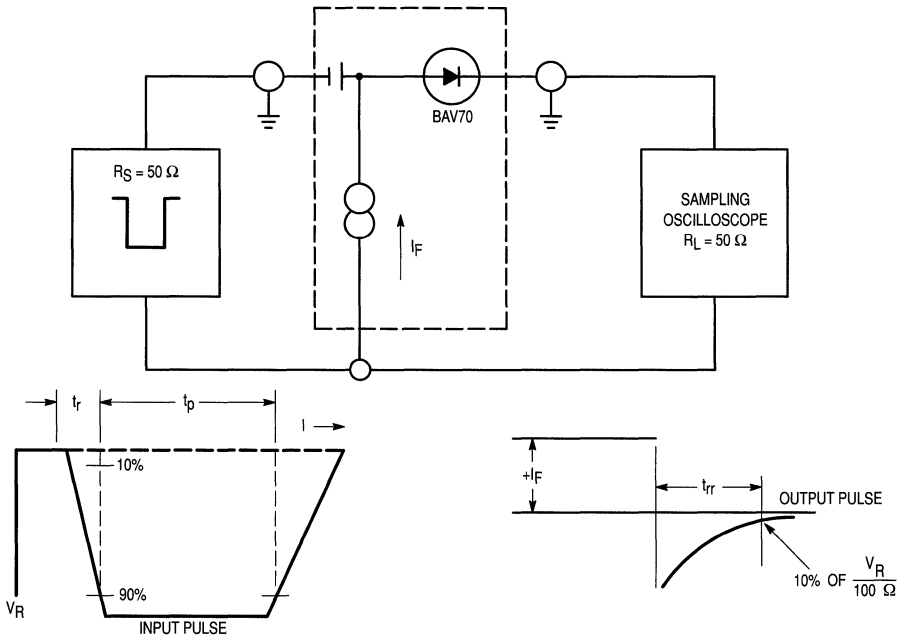 BAV70
RS = 50 Ω
IF
SAMPLING
OSCILLOSCOPE
RL = 50 Ω
tr
tp
I
10%
90%
VR
INPUT PULSE
+IF
trr
OUTPUT PULSE
10% OF VR
100 Ω